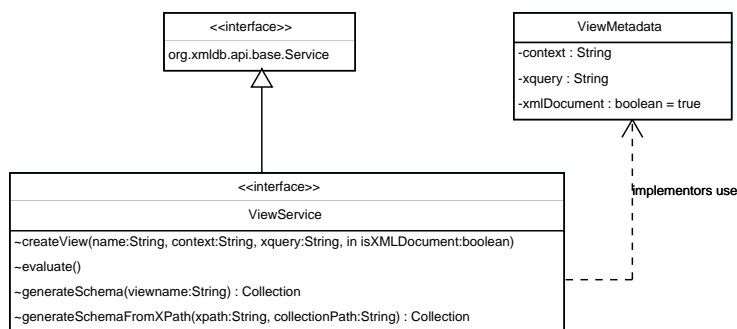 <<interface>>
org.xmldb.api.base.Service
ViewMetadata
-context : String
-xquery : String
-xmlDocument : boolean = true
implementors use
<<interface>>
ViewService
~createView(name:String, context:String, xquery:String, in isXMLDocument:boolean)
~evaluate()
~generateSchema(viewname:String) : Collection
~generateSchemaFromXPath(xpath:String, collectionPath:String) : Collection